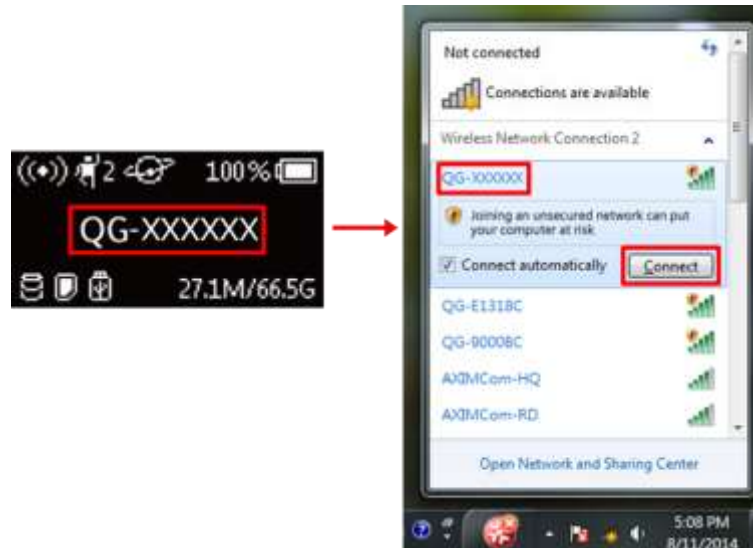 2 100%
QG-XXXXXX
27.1M/66.5G
Not connected
Connections are available
Wireless Network Connection 2
QG-XXXXXX
Joining an unsecured network can put
your computer at risk
Connect automatically Connect
QG-E1318C
QG-9000BC
AXIMCom-HQ
AXIMCom-RD
Open Network and Sharing Center
5:08 PM
8/11/2014